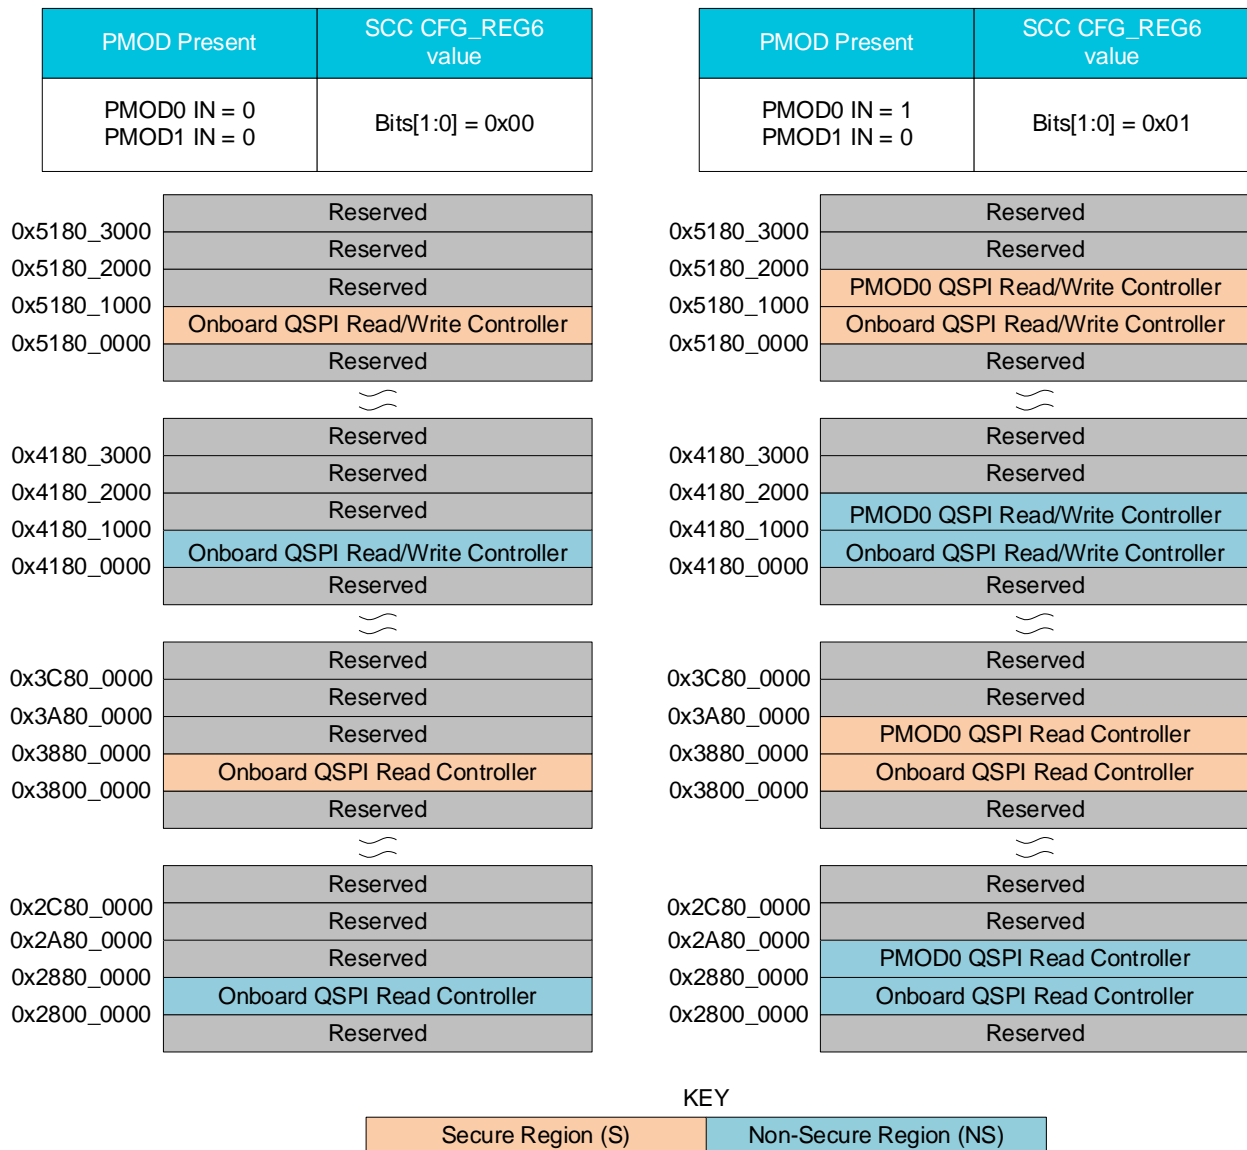 PMOD Present
SCC CFG_REG6
value
PMOD0 IN = 0
PMOD1 IN = 0
Bits[1:0] = 0x00
Reserved
0x5180_3000
Reserved
0x5180_2000
Reserved
0x5180_1000
Onboard QSPI Read/Write Controller
0x5180_0000
Reserved
Reserved
0x4180_3000
Reserved
0x4180_2000
Reserved
0x4180_1000
Onboard QSPI Read/Write Controller
0x4180_0000
Reserved
Reserved
0x3C80_0000
Reserved
0x3A80_0000
Reserved
0x3880_0000
Onboard QSPI Read Controller
0x3800_0000
Reserved
Reserved
0x2C80_0000
Reserved
0x2A80_0000
Reserved
0x2880_0000
Onboard QSPI Read Controller
0x2800_0000
Reserved
PMOD Present
SCC CFG_REG6
value
PMOD0 IN = 1
PMOD1 IN = 0
Bits[1:0] = 0x01
Reserved
0x5180_3000
Reserved
0x5180_2000
PMOD0 QSPI Read/Write Controller
0x5180_1000
Onboard QSPI Read/Write Controller
0x5180_0000
Reserved
Reserved
0x4180_3000
Reserved
0x4180_2000
PMOD0 QSPI Read/Write Controller
0x4180_1000
Onboard QSPI Read/Write Controller
0x4180_0000
Reserved
Reserved
0x3C80_0000
Reserved
0x3A80_0000
PMOD0 QSPI Read Controller
0x3880_0000
Onboard QSPI Read Controller
0x3800_0000
Reserved
Reserved
0x2C80_0000
Reserved
0x2A80_0000
PMOD0 QSPI Read Controller
0x2880_0000
Onboard QSPI Read Controller
0x2800_0000
Reserved
KEY
Secure Region (S)
Non-Secure Region (NS)